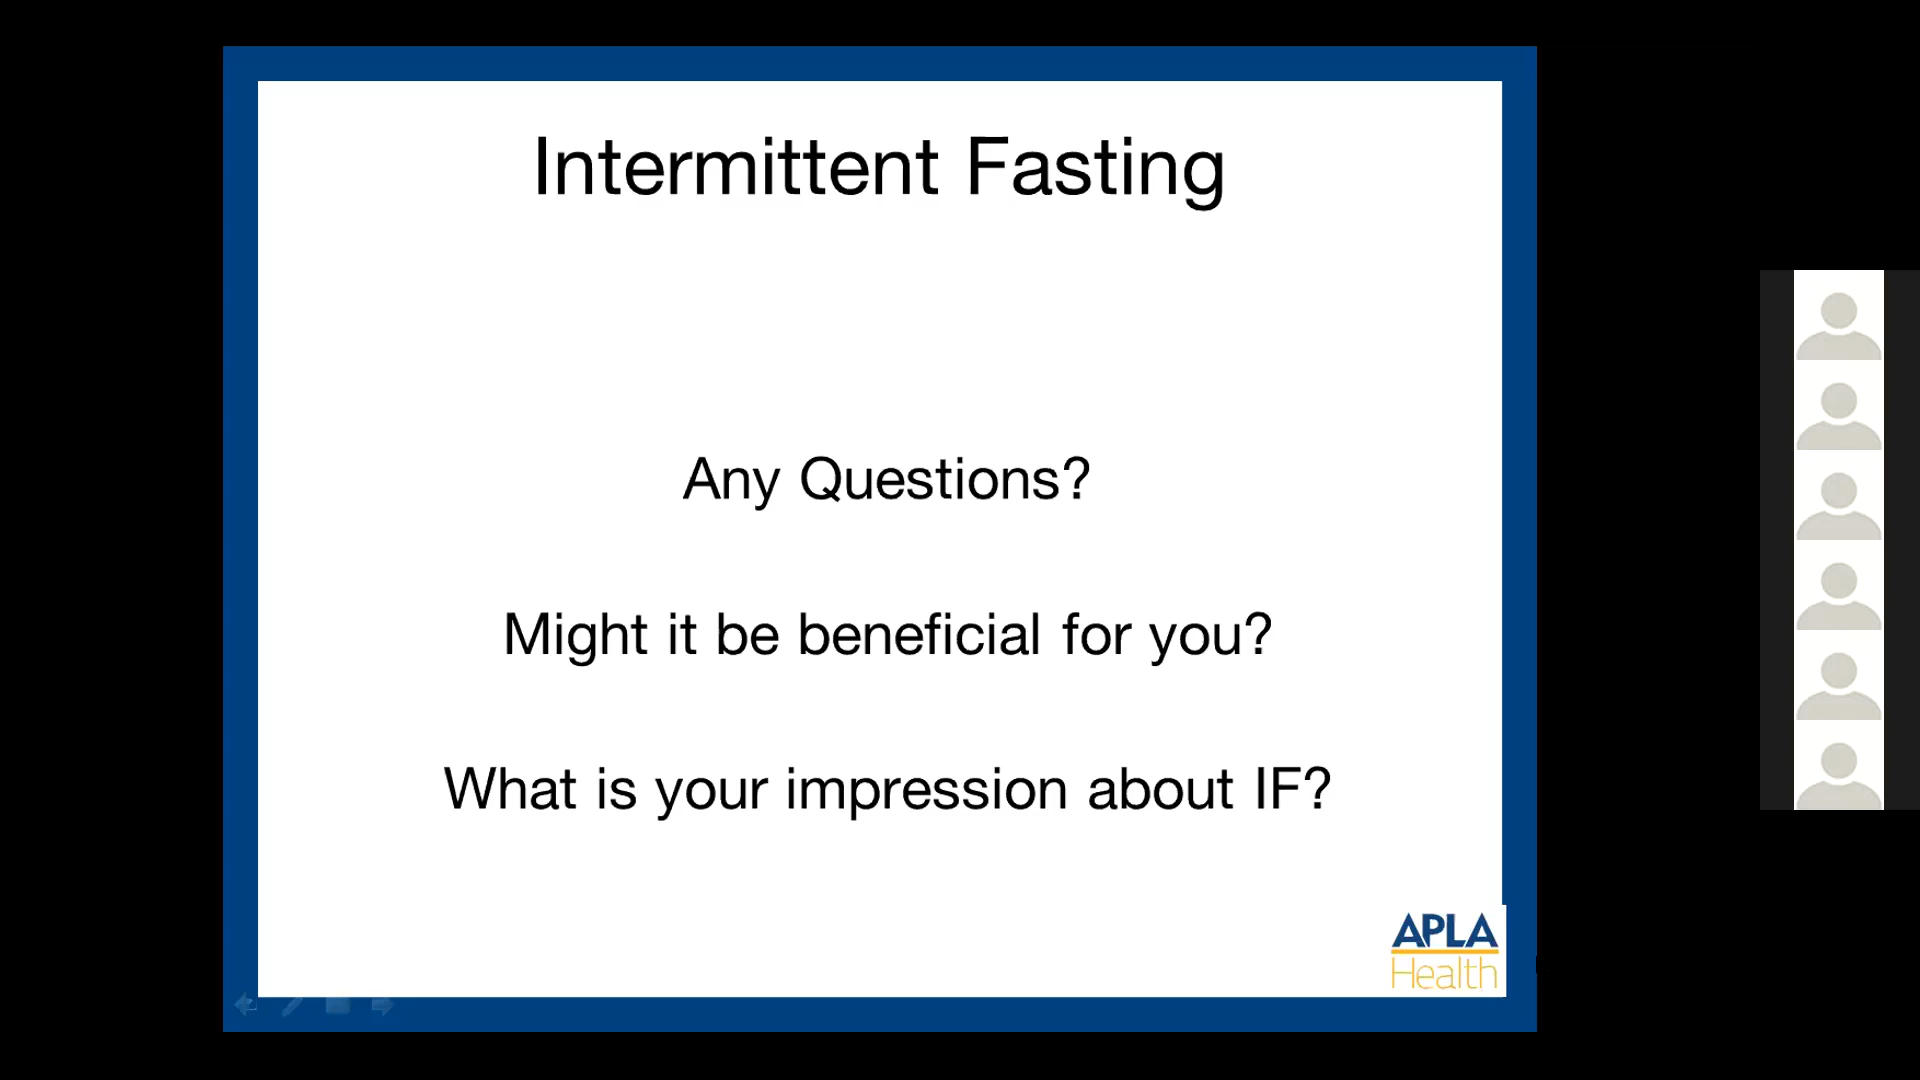 Intermittent Fasting
Any Questions?
Might it be beneficial for you?
What is your impression about IF?
APLA
Health